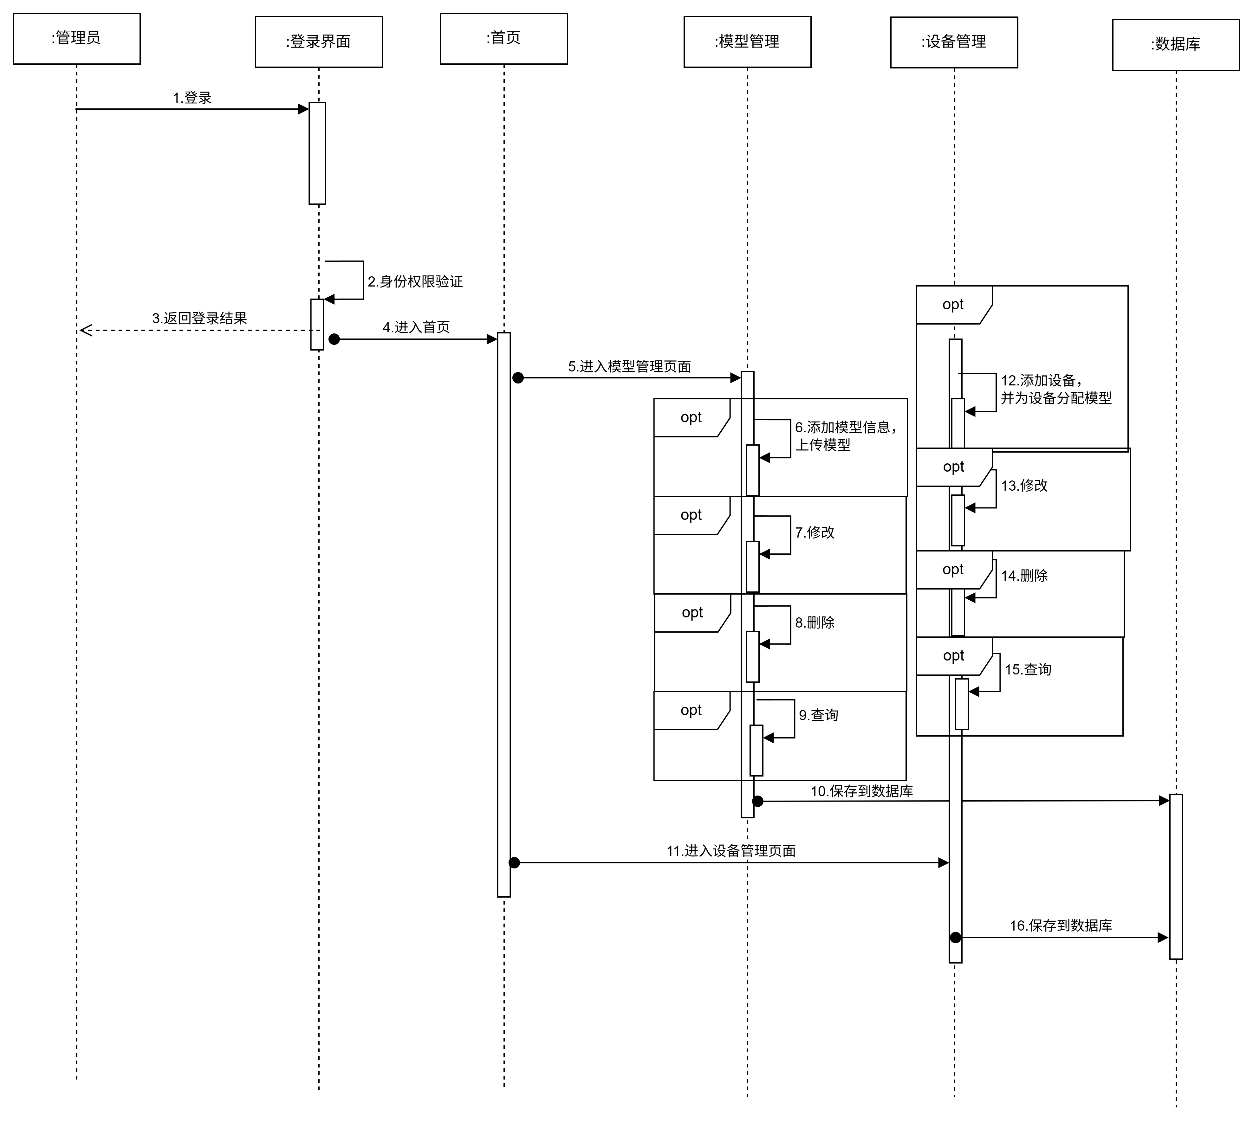 :管理员
:登录界面
:首页
:模型管理
:设备管理
:数据库
1.登录
2.身份权限验证
3.返回登录结果
4.进入首页
5.进入模型管理页面
opt
6.添加模型信息，
上传模型
opt
7.修改
opt
8.删除
opt
9.查询
10.保存到数据库
11.进入设备管理页面
opt
12.添加设备，
并为设备分配模型
opt
13.修改
opt
14.删除
opt
15.查询
16.保存到数据库